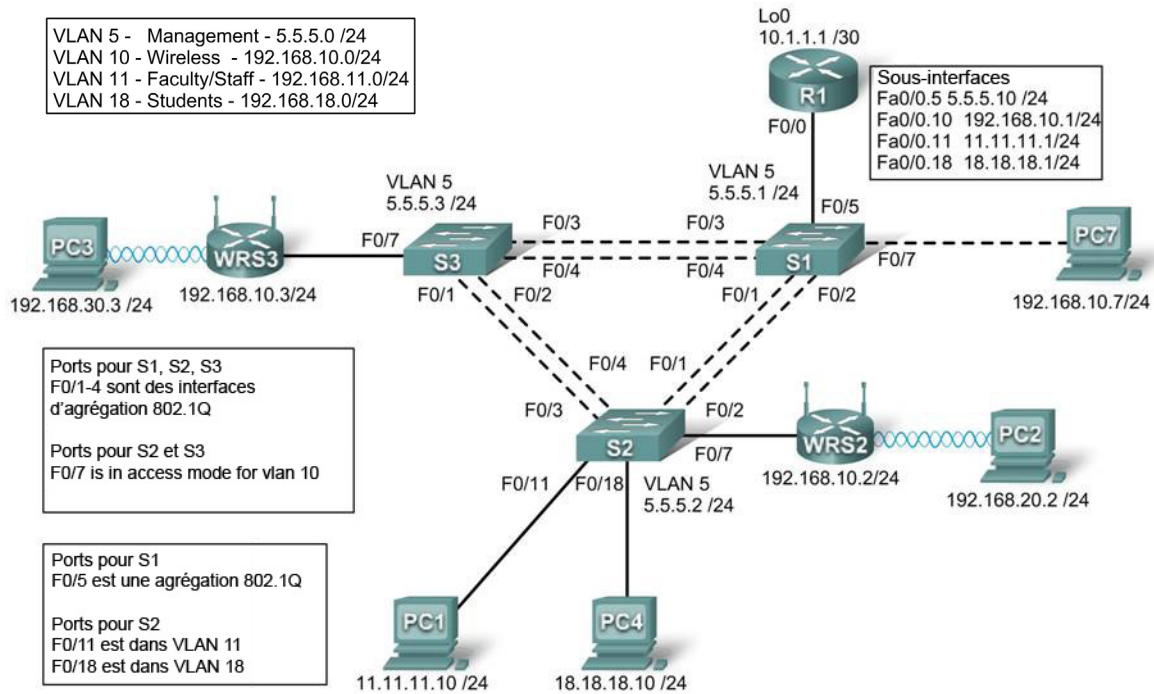 VLAN 5 - Management - 5.5.5.0 /24
VLAN 10 - Wireless - 192.168.10.0/24
VLAN 11 - Faculty/Staff - 192.168.11.0/24
VLAN 18 - Students - 192.168.18.0/24
Lo0
10.1.1.1 /30
R1
F0/0
Sous-interfaces
Fa0/0.5 5.5.5.10 /24
Fa0/0.10 192.168.10.1/24
Fa0/0.11 11.11.11.1/24
Fa0/0.18 18.18.18.1/24
VLAN 5
5.5.5.3 /24
VLAN 5
5.5.5.1 /24
F0/5
PC3
192.168.30.3 /24
WRS3
192.168.10.3/24
F0/7
S3
F0/3
F0/3
F0/4
F0/4
F0/1
F0/2
S1
F0/1
F0/2
F0/7
PC7
192.168.10.7/24
Ports pour S1, S2, S3
F0/1-4 sont des interfaces
d'agrégation 802.1Q
Ports pour S2 et S3
F0/7 is in access mode for vlan 10
F0/4
F0/1
F0/3
F0/2
S2
F0/7
F0/11
F0/18
VLAN 5
5.5.5.2 /24
WRS2
192.168.10.2/24
PC2
192.168.20.2 /24
Ports pour S1
F0/5 est une agrégation 802.1Q
Ports pour S2
F0/11 est dans VLAN 11
F0/18 est dans VLAN 18
PC1
11.11.11.10 /24
PC4
18.18.18.10 /24